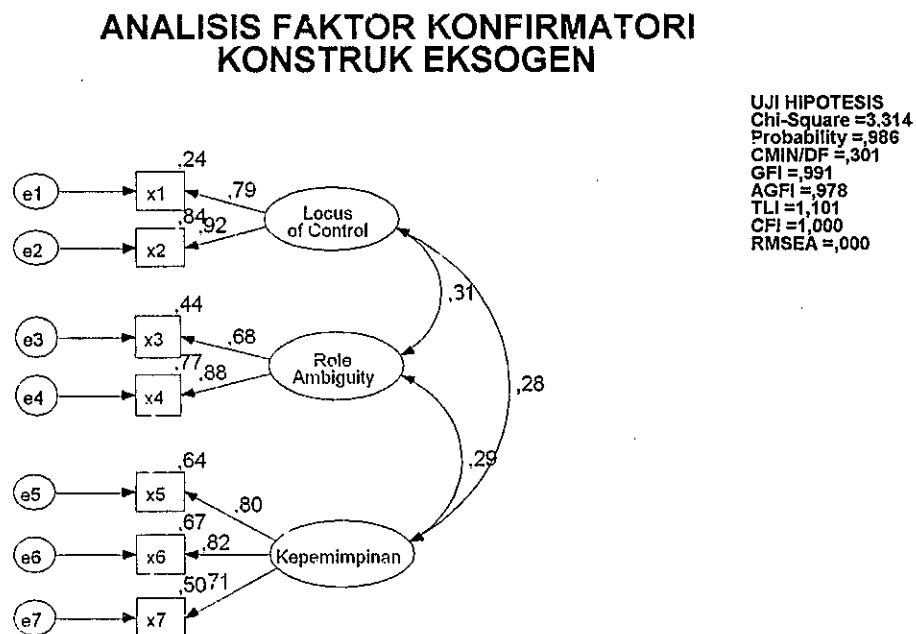 ANALISIS FAKTOR KONFIRMATORI
KONSTRUK EKSOGEN
UJI HIPOTESIS
Chi-Square =3.314
Probability =,986
CMIN/DF =,301
GFI =,991
AGFI =,978
TLI =1,101
CFI =1,000
RMSEA =,000
,24
e1
x1
,79
Locus
of Control
,84
,92
e2
x2
,31
,44
e3
x3
,68
Role
Ambiguity
,77
,88
e4
x4
,28
,29
,64
e5
x5
,80
,67
e6
x6
,82
Kepemimpinan
,50
,71
e7
x7